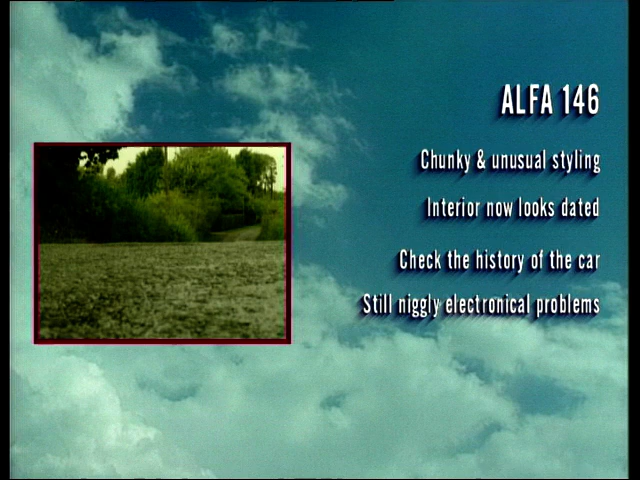 ALFA 146
Chunky & unusual styling
Interior now looks dated
Check the history of the car
Still niggly electronical problems